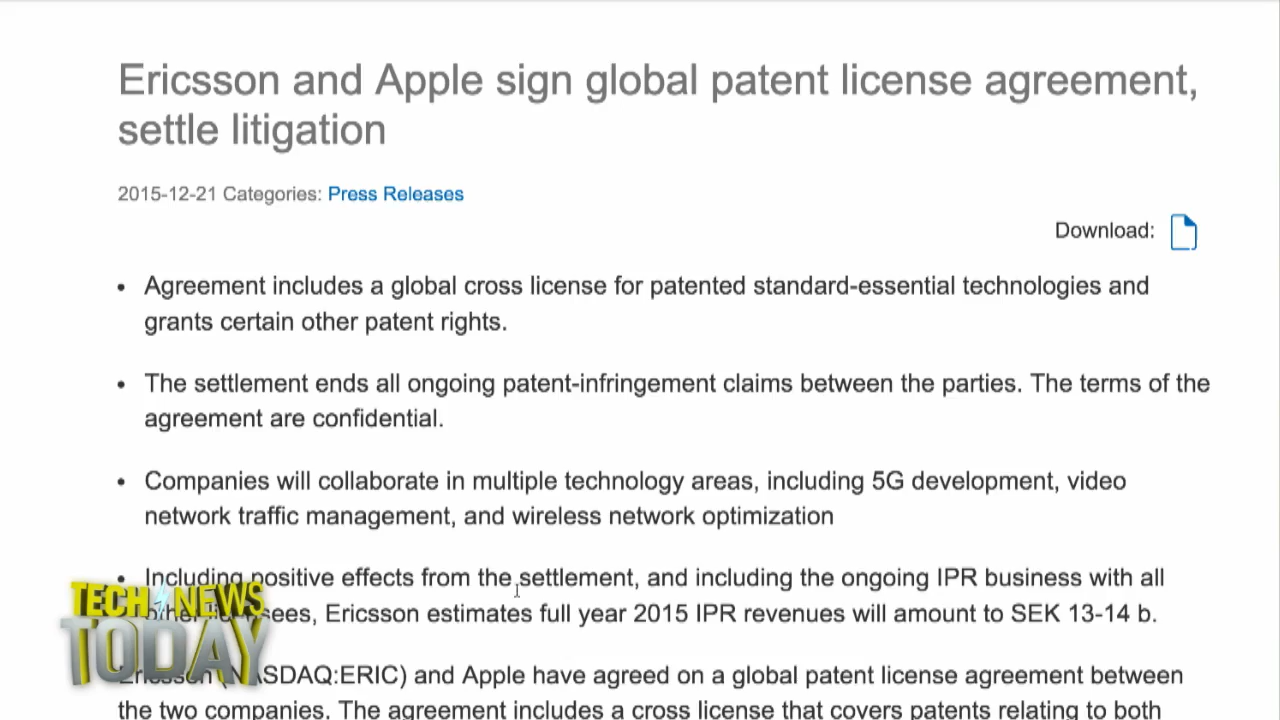 Ericsson and Apple sign global patent license agreement,
settle litigation
2015-12-21 Categories: Press Releases
Download:
• Agreement includes a global cross license for patented standard-essential technologies and
grants certain other patent rights.
• The settlement ends all ongoing patent-infringement claims between the parties. The terms of the
agreement are confidential.
• Companies will collaborate in multiple technology areas, including 5G development, video
network traffic management, and wireless network optimization
• Including positive effects from the settlement, and including the ongoing IPR business with all
Ericsson estimates full year 2015 IPR revenues will amount to SEK 13-14 b.
TECH NEWS
TODAY
Ericsson (NASDAQ:ERIC) and Apple have agreed on a global patent license agreement between
the two companies. The agreement includes a cross license that covers patents relating to both